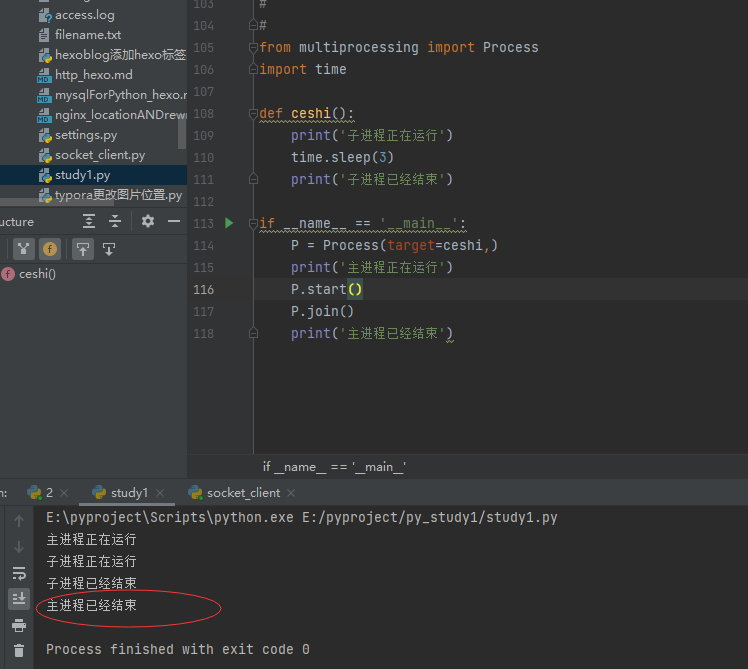 access.log
filename.txt
hexoblog添加hexo标签
http_hexo.md
mysqlForPython_hexo.r
nginx_locationANDrew
settings.py
socket_client.py
study1.py
typora更改图片位置.py
ucture
f
f ceshi()
103 #
104 #
105 from multiprocessing import Process
106 import time
107
108 def ceshi():
109 print('子进程正在运行')
110 time.sleep(3)
111 print('子进程已经结束')
112
113 if __name__ == '__main__':
114 P = Process(target=ceshi,)
115 print('主进程正在运行')
116 P.start()
117 P.join()
118 print('主进程已经结束')
if __name__ == '__main__'
n: 2 study1 socket_client
E:\pyproject\Scripts\python.exe E:/pyproject/py_study1/study1.py
主进程正在运行
子进程正在运行
子进程已经结束
主进程已经结束
Process finished with exit code 0